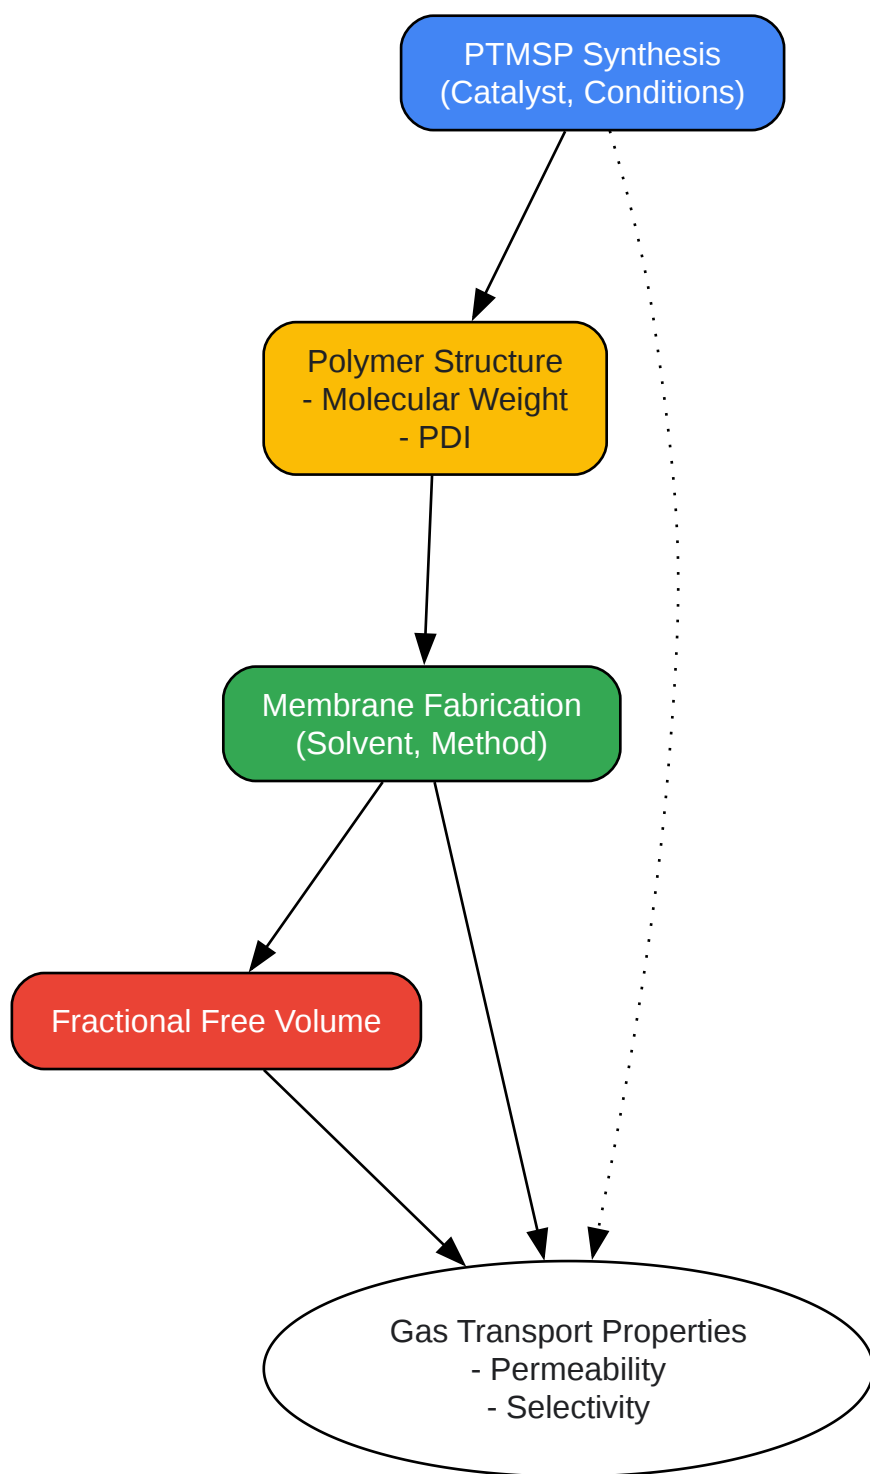 PTMSP Synthesis
(Catalyst, Conditions)
Polymer Structure
- Molecular Weight
- PDI
Membrane Fabrication
(Solvent, Method)
Fractional Free Volume
Gas Transport Properties
- Permeability
- Selectivity